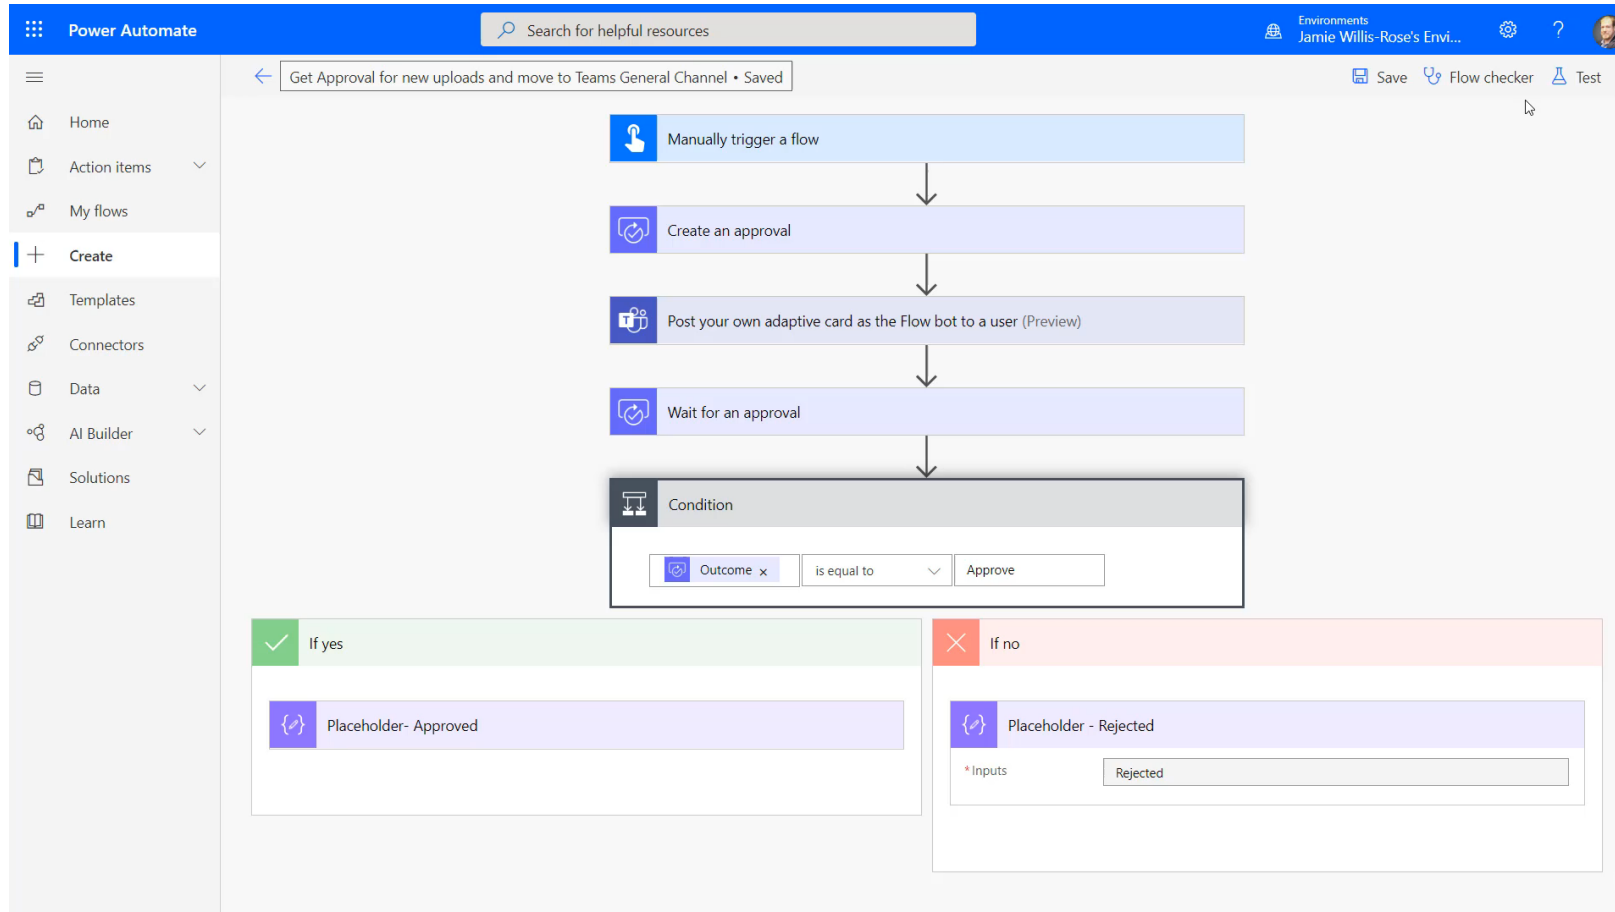 Power Automate
Search for helpful resources
Environments
Jamie Willis-Rose's Envi...
?
Get Approval for new uploads and move to Teams General Channel • Saved
Save
Flow checker
Test
Home
Action items
My flows
Create
Templates
Connectors
Data
AI Builder
Solutions
Learn
Manually trigger a flow
Create an approval
T
Post your own adaptive card as the Flow bot to a user (Preview)
Wait for an approval
Condition
Outcome x
is equal to
Approve
If yes
Placeholder- Approved
If no
Placeholder - Rejected
*Inputs
Rejected